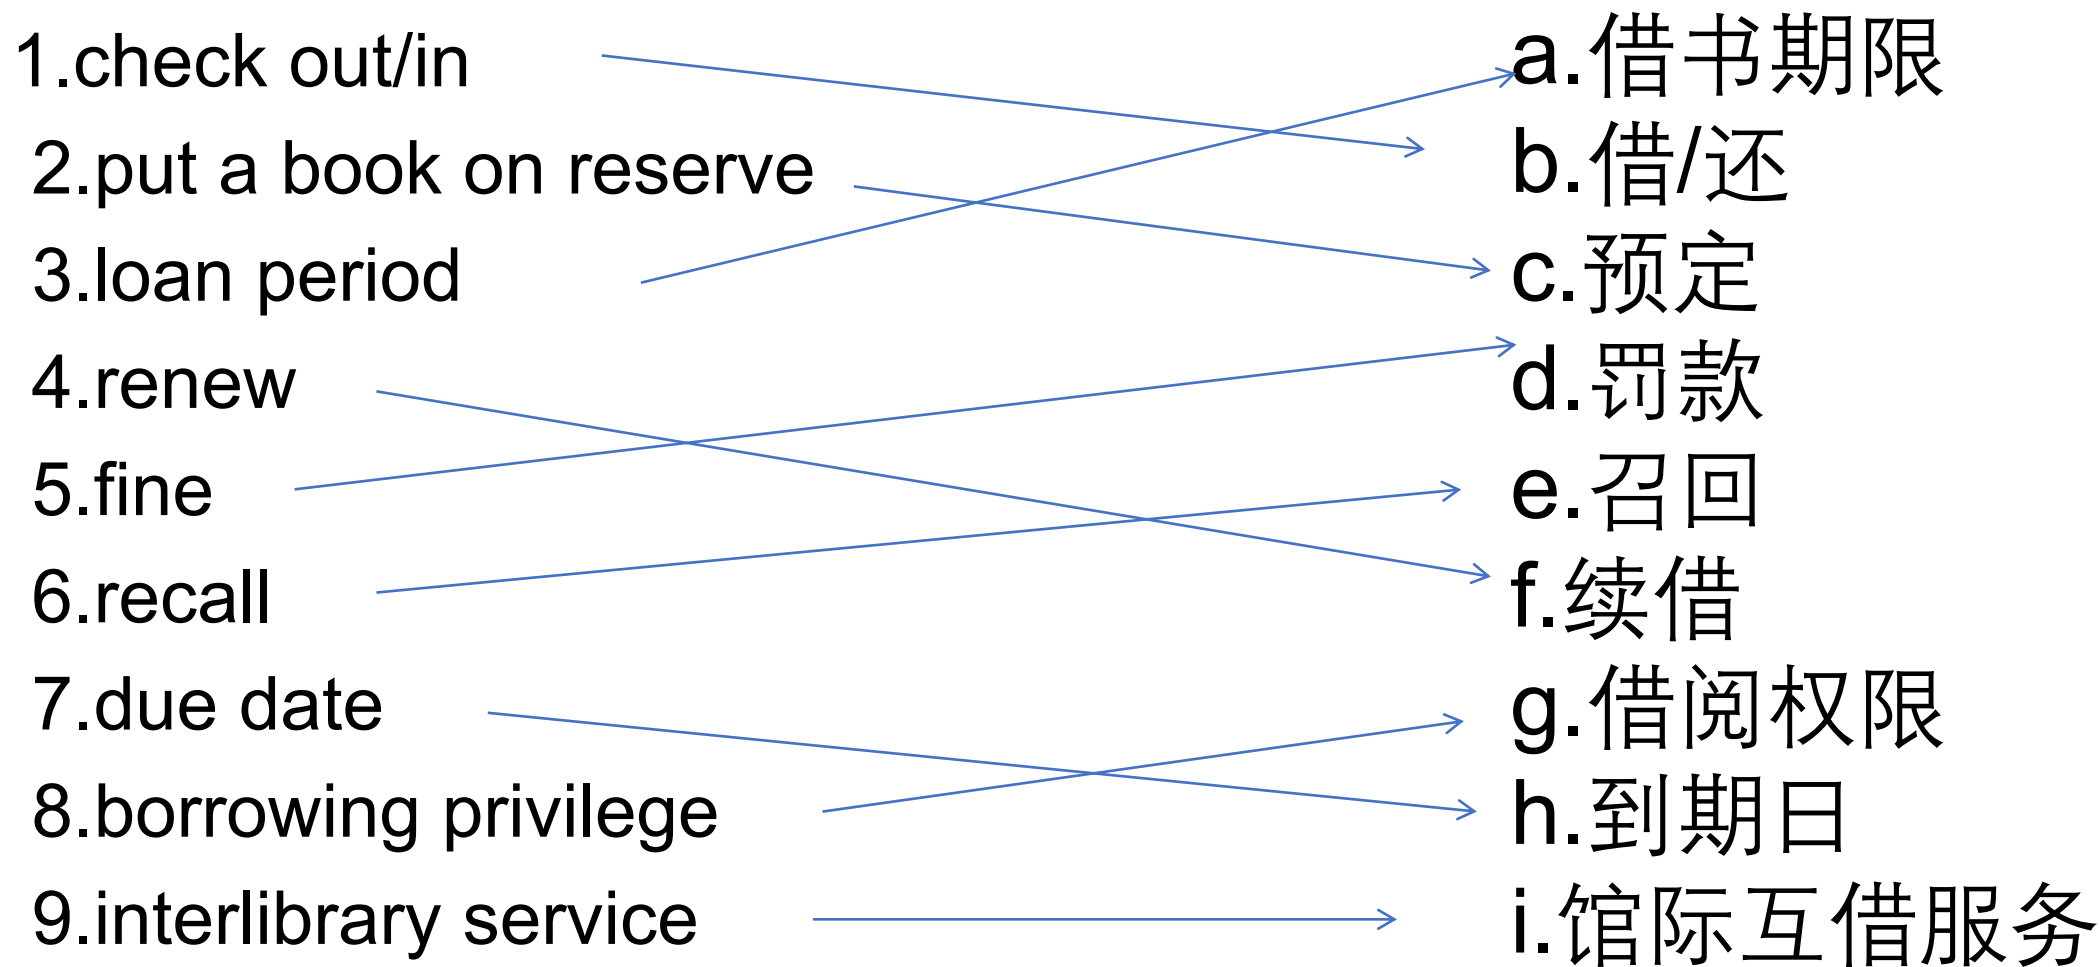 1.check out/in
2.put a book on reserve
3.loan period
4.renew
5.fine
6.recall
7.due date
8.borrowing privilege
9.interlibrary service
a.借书期限
b.借/还
c.预定
d.罚款
e.召回
f.续借
g.借阅权限
h.到期日
i.馆际互借服务